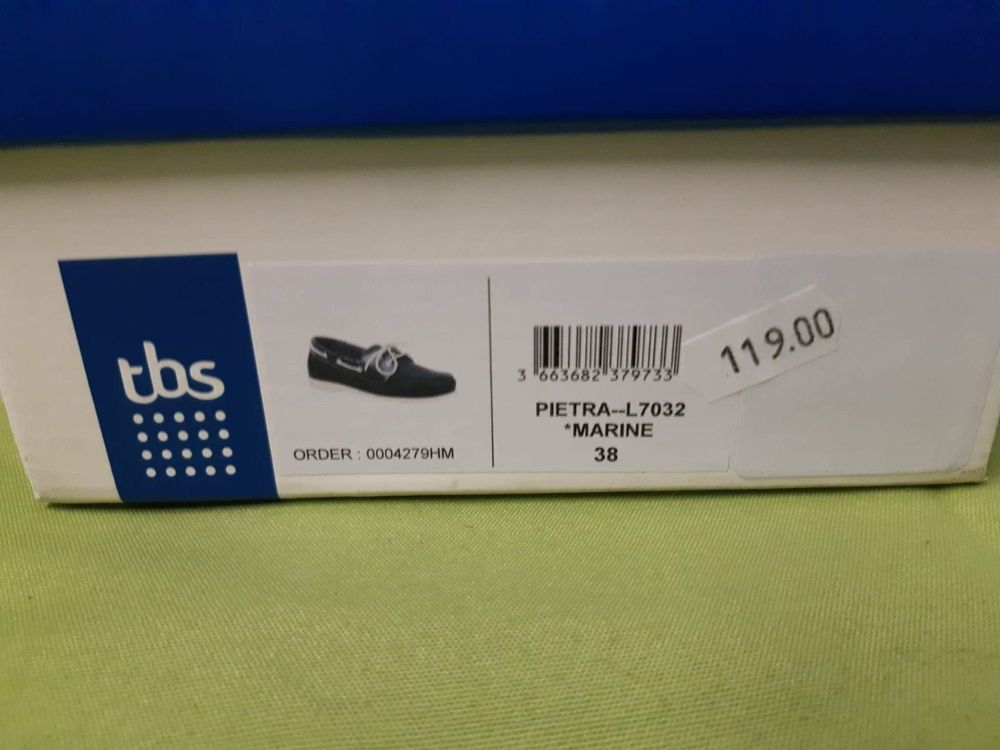 tbs
ORDER : 0004279HM
3 663682 379733
PIETRA--L7032
*MARINE
38
119.00